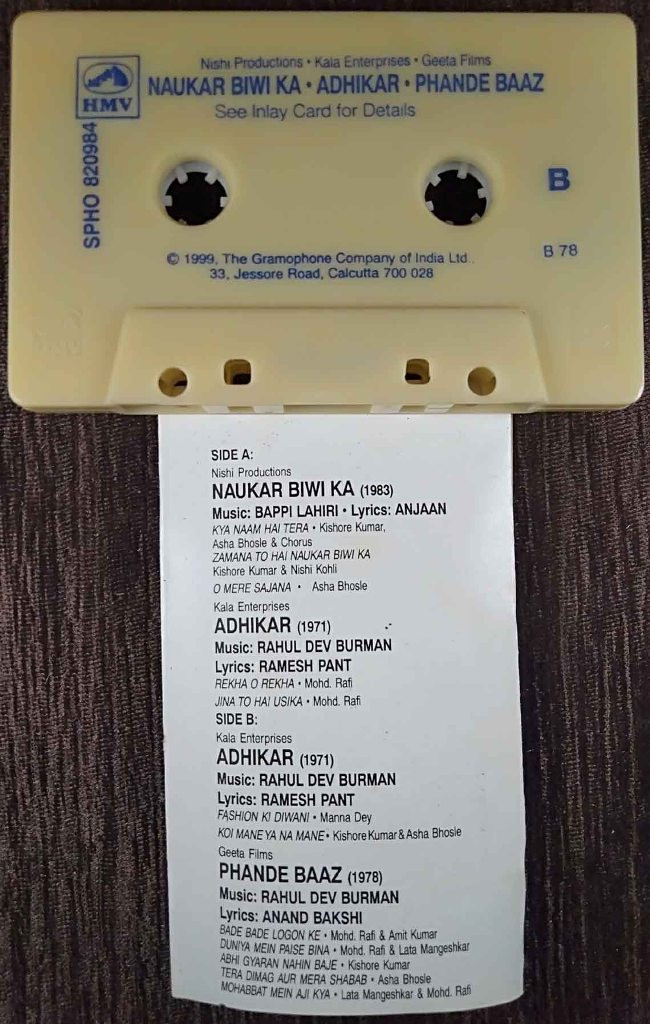 Nishi Productions • Kala Enterprises • Geeta Films
NAUKAR BIWI KA • ADHIKAR • PHANDE BAAZ
See Inlay Card for Details
HMV
SPHO 820984
B
B 78
© 1999, The Gramophone Company of India Ltd.,
33, Jessore Road, Calcutta 700 028
SIDE A:
Nishi Productions
NAUKAR BIWI KA (1983)
Music: BAPPI LAHIRI • Lyrics: ANJAAN
KYA NAAM HAI TERA • Kishore Kumar,
Asha Bhosle & Chorus
ZAMANA TO HAI NAUKAR BIWI KA
Kishore Kumar & Nishi Kohli
O MERE SAJANA • Asha Bhosle
Kala Enterprises
ADHIKAR (1971)
Music: RAHUL DEV BURMAN
Lyrics: RAMESH PANT
REKHA O REKHA • Mohd. Rafi
JINA TO HAI USIKA • Mohd. Rafi
SIDE B:
Kala Enterprises
ADHIKAR (1971)
Music: RAHUL DEV BURMAN
Lyrics: RAMESH PANT
FASHION KI DIWANI • Manna Dey
KOI MANE YA NA MANE • Kishore Kumar & Asha Bhosle
Geeta Films
PHANDE BAAZ (1978)
Music: RAHUL DEV BURMAN
Lyrics: ANAND BAKSHI
BADE BADE LOGON KE • Mohd. Rafi & Amit Kumar
DUNIYA MEIN PAISE BINA • Mohd. Rafi & Lata Mangeshkar
ABHI GYARAN NAHIN BAJE • Kishore Kumar
TERA DIMAG AUR MERA SHABAB • Asha Bhosle
MOHABBAT MEIN AJI KYA • Lata Mangeshkar & Mohd. Rafi